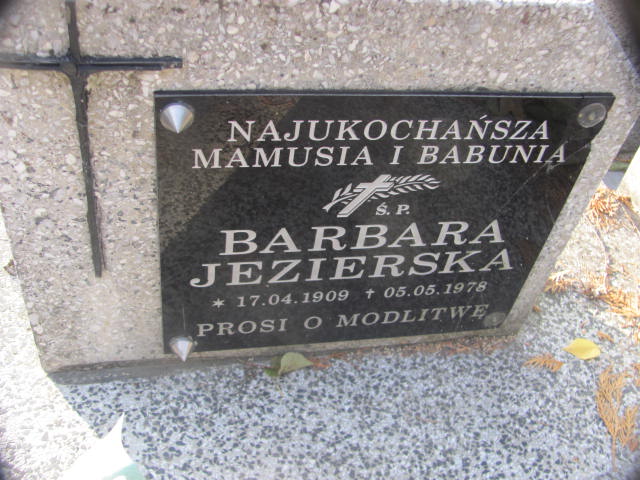 NAJUKOCHAŃSZA
MAMUSIA I BABUNIA
Ś. P.
BARBARA
JEZIERSKA
* 17.04.1909 ✝ 05.05.1978
PROSI O MODLITWĘ